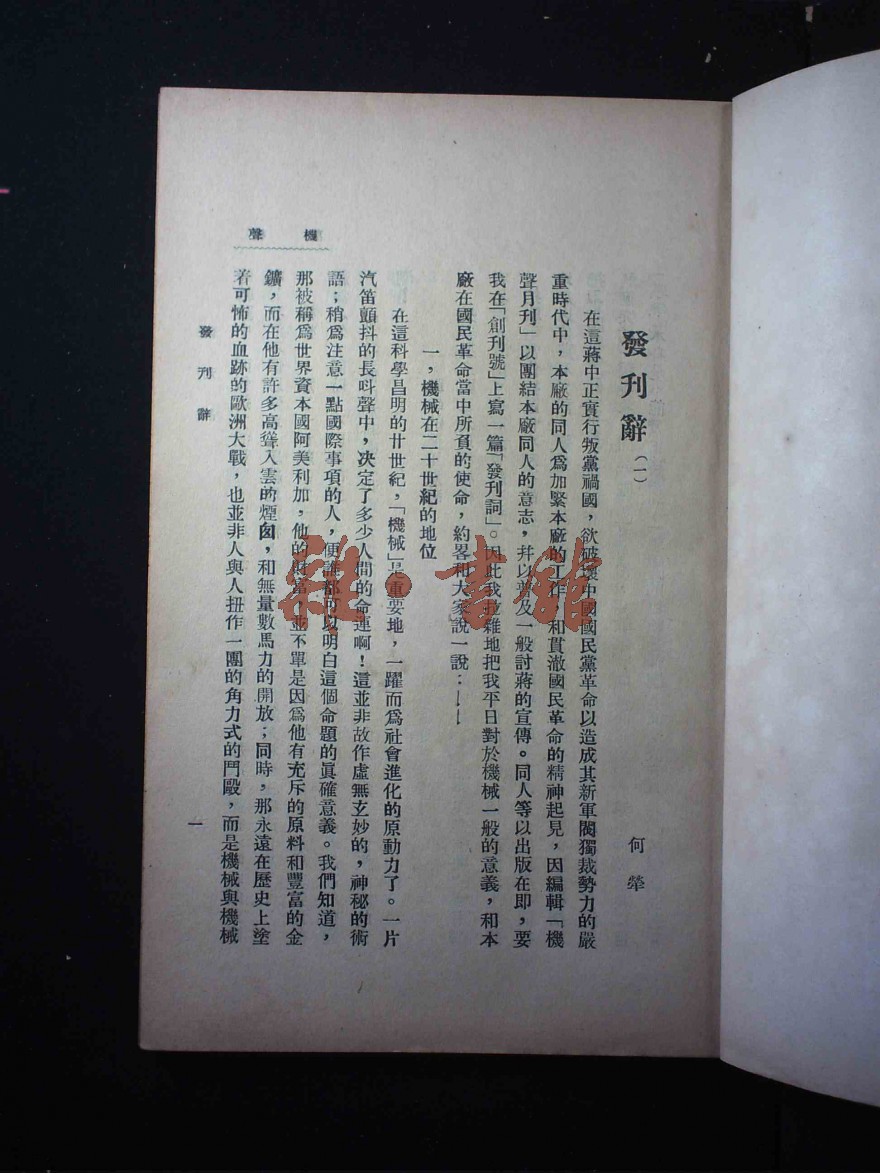 發刊辭(一)
何犖
在這蔣中正實行叛黨禍國，欲破壞中國國民黨革命以造成其新軍閥獨裁勢力的嚴
重時代中，本廠的同人爲加緊本廠的工作，和貫澈國民革命的精神起見，因編輯「機
聲月刊」以團結本廠同人的意志，幷以普及一般討蔣的宣傳。同人等以出版在即，要
我在「創刊號」上寫一篇「發刊詞」。因此我拉雜地把我平日對於機械一般的意義，和本
廠在國民革命當中所負的使命，約畧和大家說一說：——
一，機械在二十世紀的地位
在這科學昌明的廿世紀，「機械」是重要地，一躍而爲社會進化的原動力了。一片
汽笛顫抖的長呌聲中，決定了多少人間的命運啊！這並非故作虛無玄妙的，神秘的術
語；稍爲注意一點國際事項的人，便誰都可以明白這個命題的眞確意義。我們知道，
那被稱爲世界資本國阿美利加，他的財富，並不單是因爲他有充斥的原料和豐富的金
鑛，而在他有許多高聳入雲的煙囪，和無量數馬力的開放；同時，那永遠在歷史上塗
着可怖的血跡的歐洲大戰，也並非人與人扭作一團的角力式的鬥毆，而是機械與機械
機聲
發刊辭
一
雜·書館